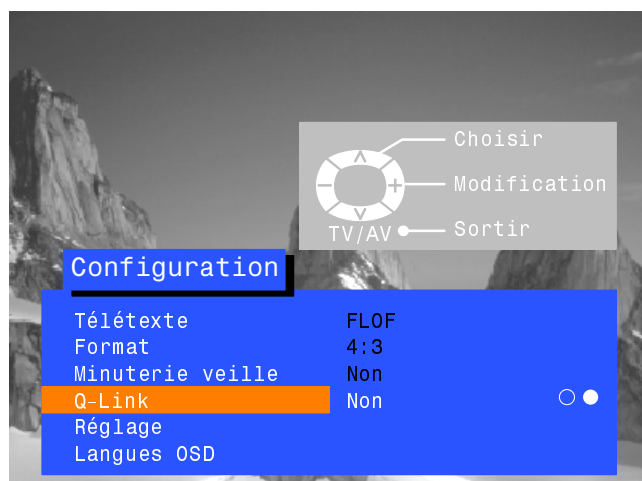 Choisir
Modification
TV/AV Sortir
Configuration
Télétexte FLOF
Format 4:3
Minuterie veille Non
Q-Link Non
Réglage
Langues OSD